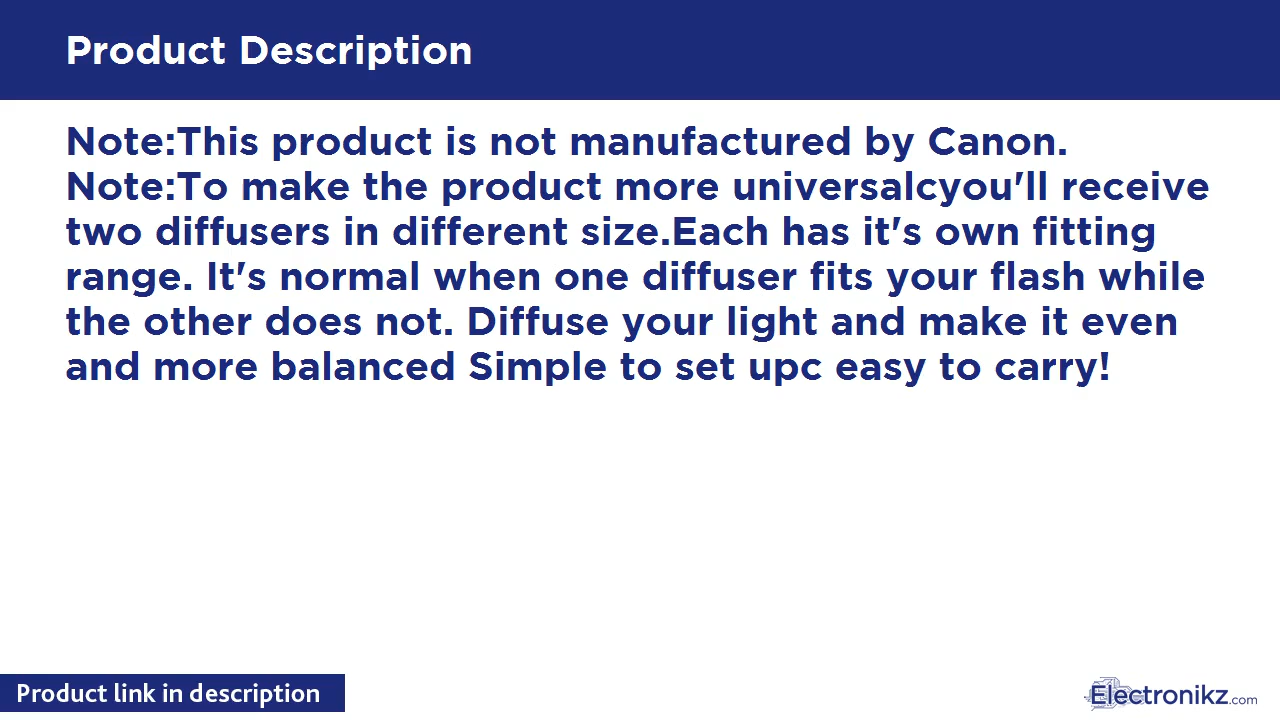 Product Description
Note:This product is not manufactured by Canon.
Note:To make the product more universalcyou'll receive
two diffusers in different size.Each has it's own fitting
range. It's normal when one diffuser fits your flash while
the other does not. Diffuse your light and make it even
and more balanced Simple to set upc easy to carry!
Product link in description
Electronikz.com